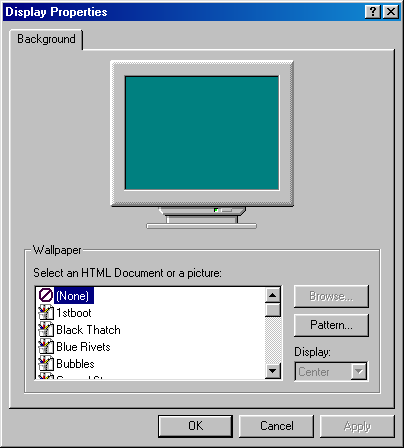 Display Properties
Background
Wallpaper
Select an HTML Document or a picture:
(None)
1stboot
Black Thatch
Blue Rivets
Bubbles
Browse...
Pattern...
Display:
Center
OK
Cancel
Apply